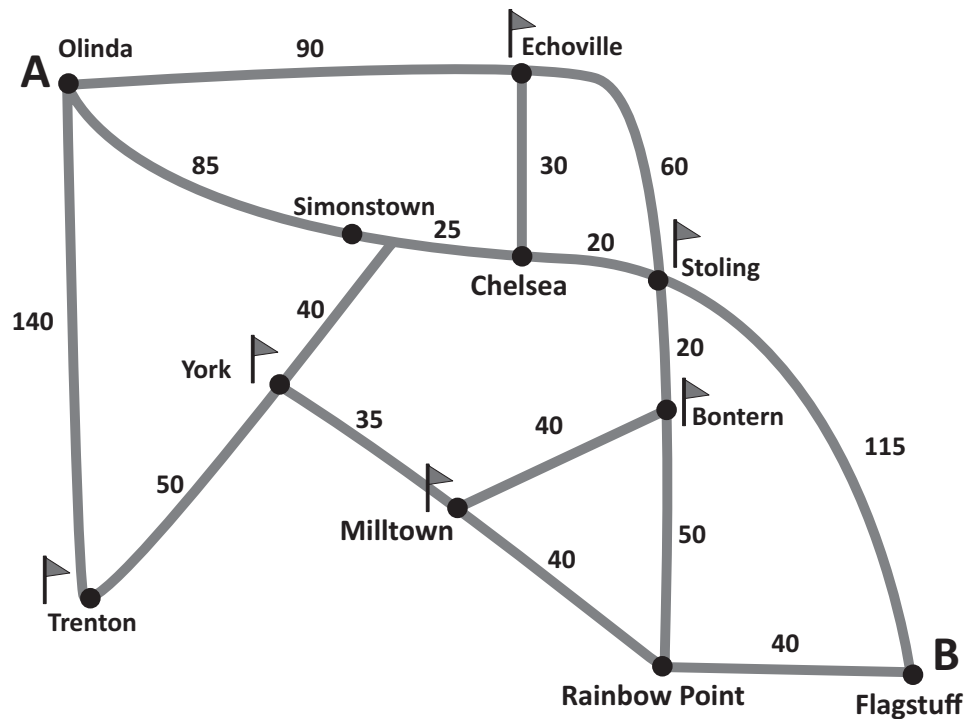 Olinda
90
Echoville
A
85
30
60
Simonstown
25
20
Stoling
Chelsea
140
40
20
York
35
40
Bontern
115
50
Milltown
40
50
Trenton
40
B
Rainbow Point
Flagstuff